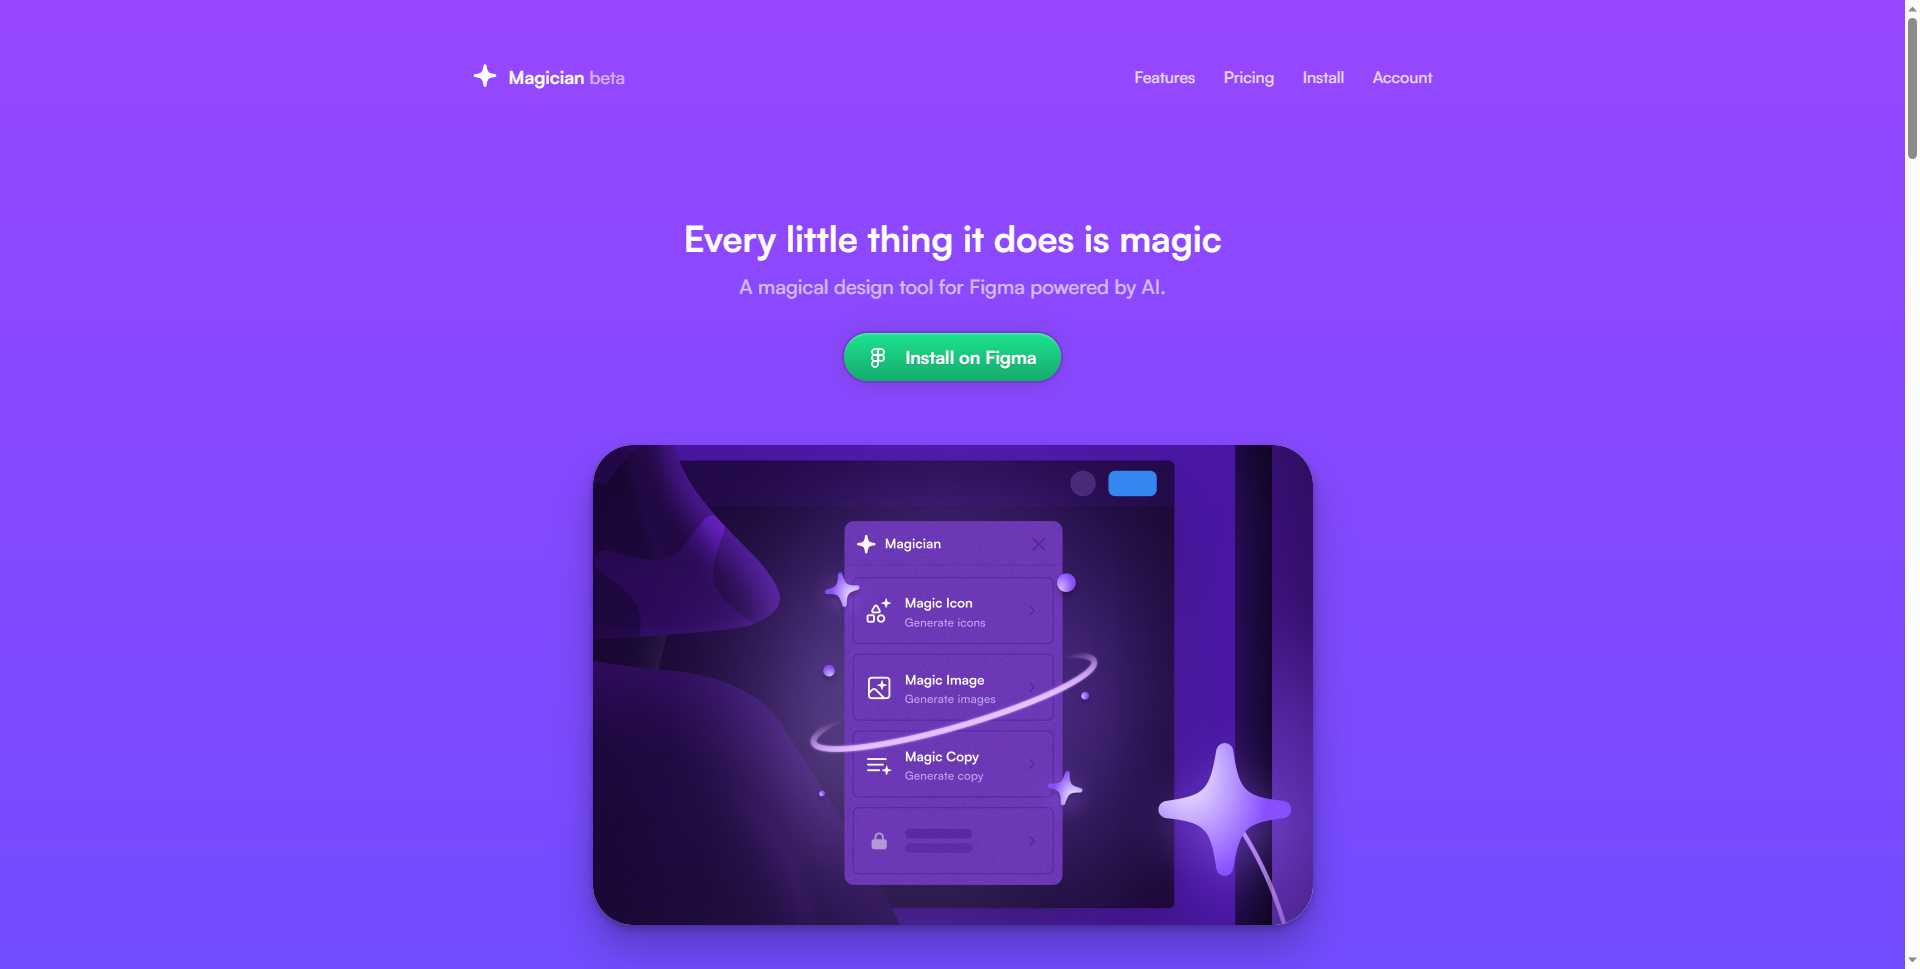 Magician beta
Features Pricing Install Account
Every little thing it does is magic
A magical design tool for Figma powered by AI.
Install on Figma
Magician
Magic Icon
Generate icons
Magic Image
Generate images
Magic Copy
Generate copy